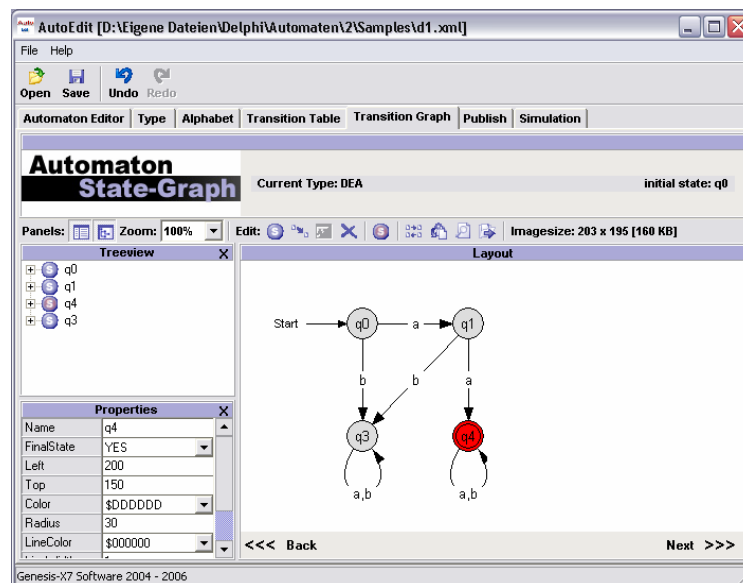 AutoEdit [D:\Eigene Dateien\Delphi\Automaten\2\Samples\d1.xml]
File Help
Open Save Undo Redo
Automaton Editor Type Alphabet Transition Table Transition Graph Publish Simulation
Automaton
State-Graph
Current Type: DEA initial state: q0
Panels: Zoom: 100% Edit: Imagesize: 203 x 195 [160 KB]
Treeview X
Layout
q0
q1
q4
q3
Start q0 a q1
b b a
q3 q4
a,b a,b
Properties X
Name q4
FinalState YES
Left 200
Top 150
Color $DDDDDD
Radius 30
LineColor $000000
<<< Back Next >>>
Genesis-X7 Software 2004 - 2006